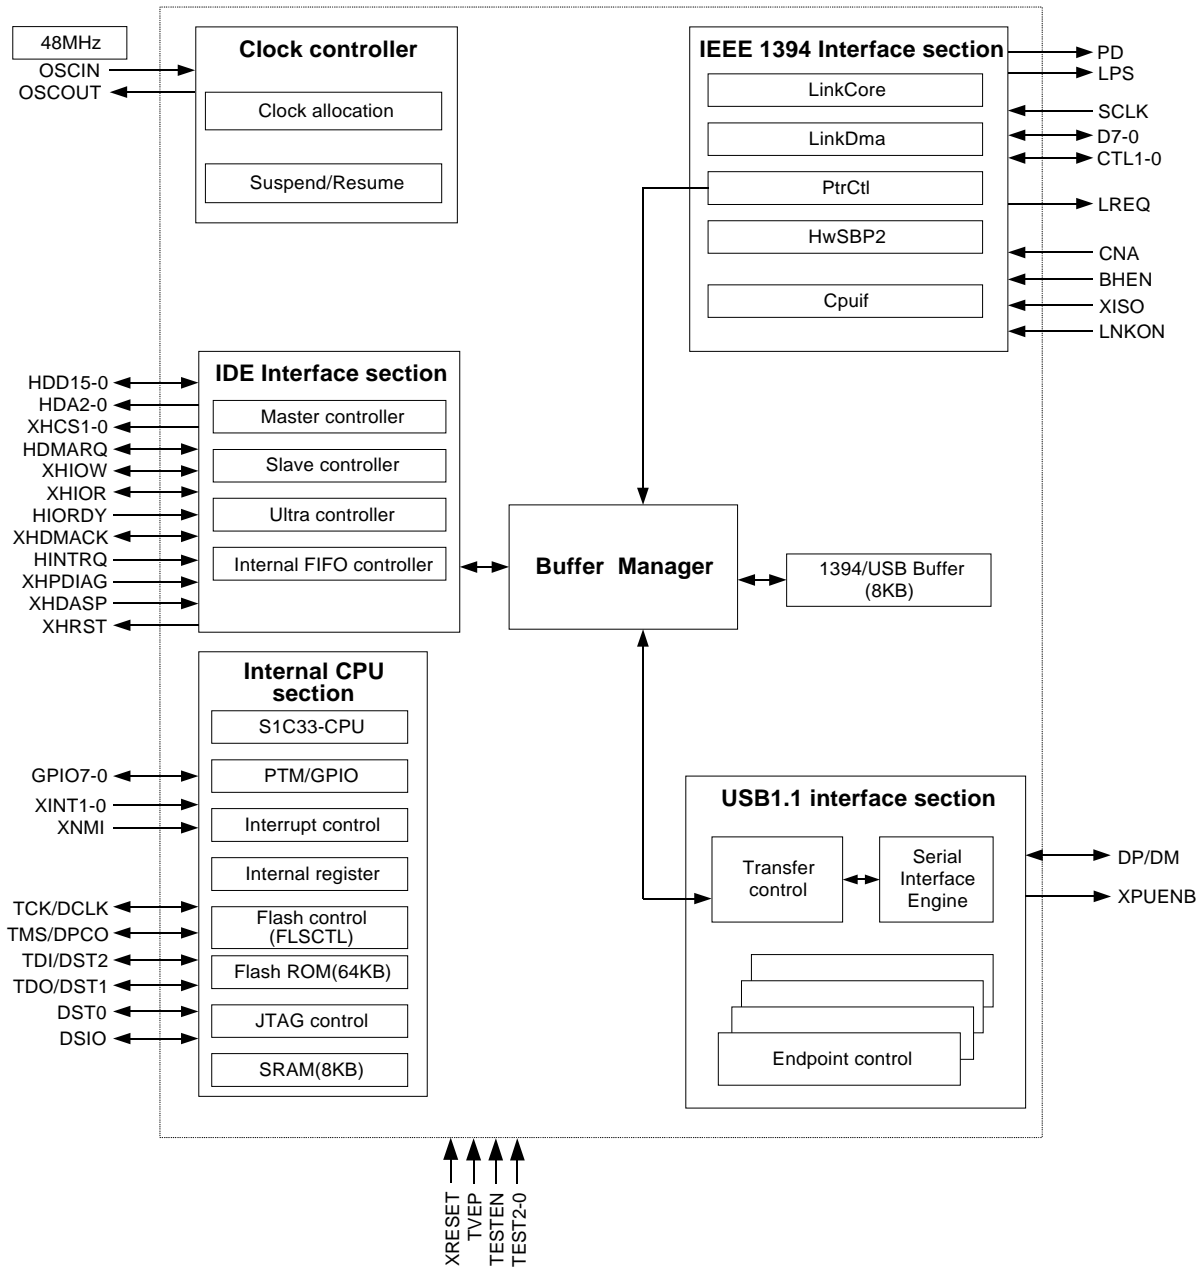 48MHz
OSCIN
OSCOUT
Clock controller
Clock allocation
Suspend/Resume
IEEE 1394 Interface section
LinkCore
LinkDma
PtrCtl
HwSBP2
Cpuif
PD
LPS
SCLK
D7-0
CTL1-0
LREQ
CNA
BHEN
XISO
LNKON
HDD15-0
HDA2-0
XHCS1-0
HDMARQ
XHIOW
XHIOR
HIORDY
XHDMACK
HINTRQ
XHPDIAG
XHDASP
XHRST
IDE Interface section
Master controller
Slave controller
Ultra controller
Internal FIFO controller
Buffer Manager
1394/USB Buffer
(8KB)
Internal CPU
section
S1C33-CPU
PTM/GPIO
Interrupt control
Internal register
Flash control
(FLSCTL)
Flash ROM(64KB)
JTAG control
SRAM(8KB)
GPIO7-0
XINT1-0
XNMI
TCK/DCLK
TMS/DPCO
TDI/DST2
TDO/DST1
DST0
DSIO
USB1.1 interface section
Transfer
control
Serial
Interface
Engine
Endpoint control
DP/DM
XPUENB
XRESET
TVEP
TESTEN
TEST2-0